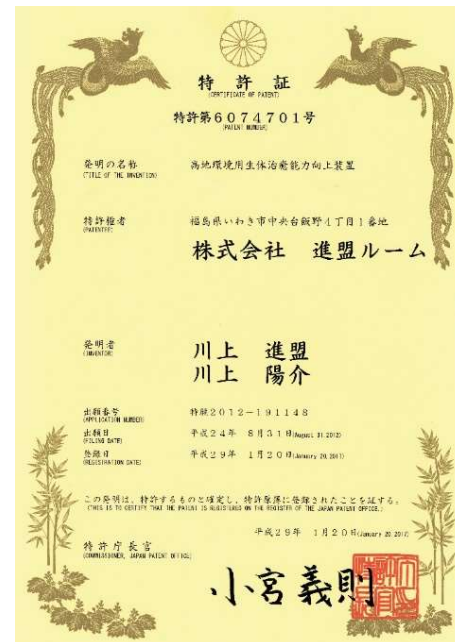 特許証
(CERTIFICATE OF PATENT)
特許第6074701号
(PATENT NUMBER)
発明の名称
(TITLE OF THE INVENTION)
高地環境用生体治癒能力向上装置
特許権者
(PATENTEE)
福島県いわき市中央台飯野4丁目1番地
株式会社 進盟ルーム
発明者
(INVENTOR)
川上 進盟
川上 陽介
出願番号
(APPLICATION NUMBER)
特願2012-191148
出願日
(FILING DATE)
平成24年 8月31日(August 31,2012)
登録日
(REGISTRATION DATE)
平成29年 1月20日(January 20,2017)
この発明は、特許するものと確定し、特許原簿に登録されたことを証する。
(THIS IS TO CERTIFY THAT THE PATENT IS REGISTERED ON THE REGISTER OF THE JAPAN PATENT OFFICE.)
平成29年 1月20日(January 20,2017)
特許庁長官
(COMMISSIONER, JAPAN PATENT OFFICE)
小宮義則